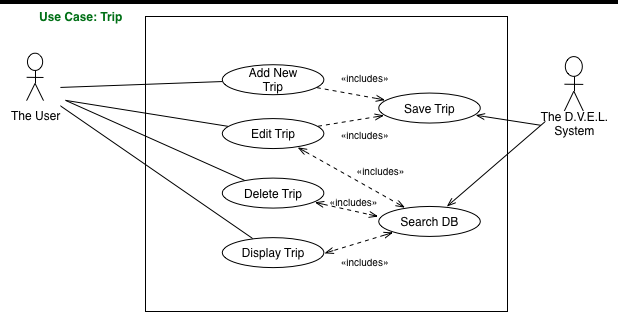 Use Case: Trip
Add New
Trip
«includes»
Save Trip
The User
The D.V.E.L.
System
Edit Trip
«includes»
«includes»
Delete Trip
«includes»
Search DB
Display Trip
«includes»